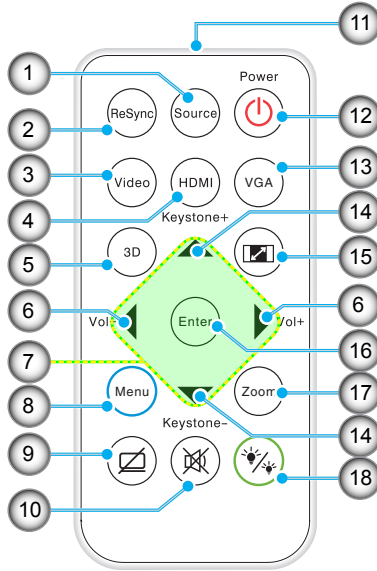 11
Power
1
ReSync
Source
2
12
3
13
Video
HDMI
VGA
4
Keystone+
14
3D
5
15
6
Vol
Vol+
6
Enter
7
16
8
Menu
Zoom
17
Keystone-
14
9
10
18